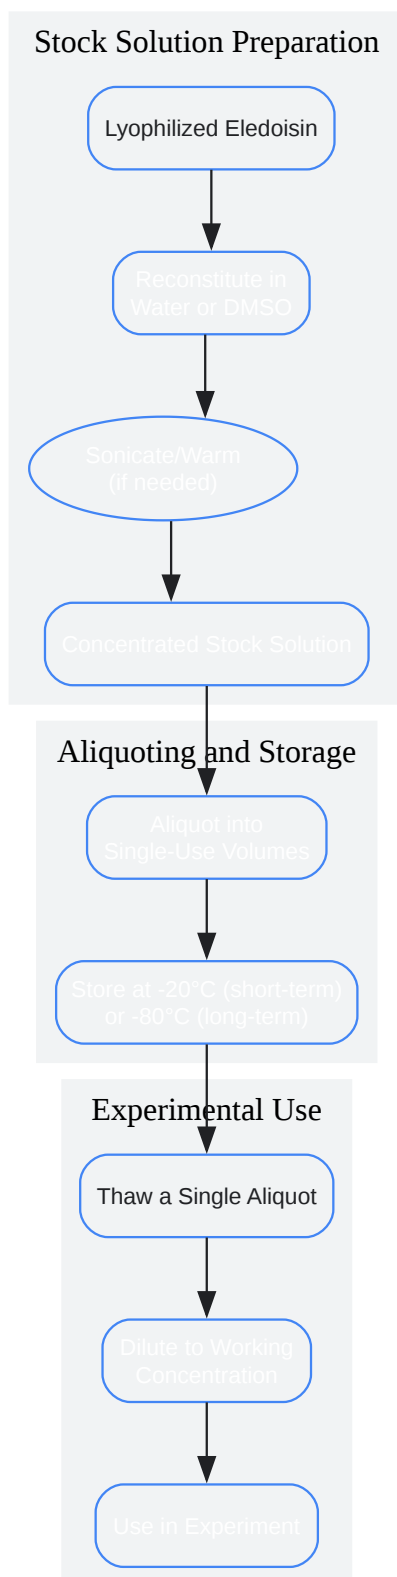 Stock Solution Preparation
Lyophilized Eledoisin
Reconstitute in
Water or DMSO
Sonicate/Warm
(if needed)
Concentrated Stock Solution
Aliquoting and Storage
Aliquot into
Single-Use Volumes
Store at -20°C (short-term)
or -80°C (long-term)
Experimental Use
Thaw a Single Aliquot
Dilute to Working
Concentration
Use in Experiment